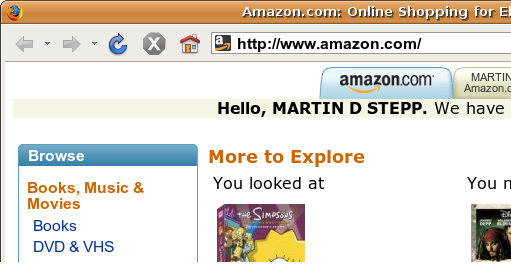 Amazon.com: Online Shopping for E
http://www.amazon.com/
amazon.com
MARTIN
Amazon.c
Hello, MARTIN D STEPP. We have
Browse
More to Explore
Books, Music &
Movies
You looked at
You n
Books
DVD & VHS
THE SIMPSONS